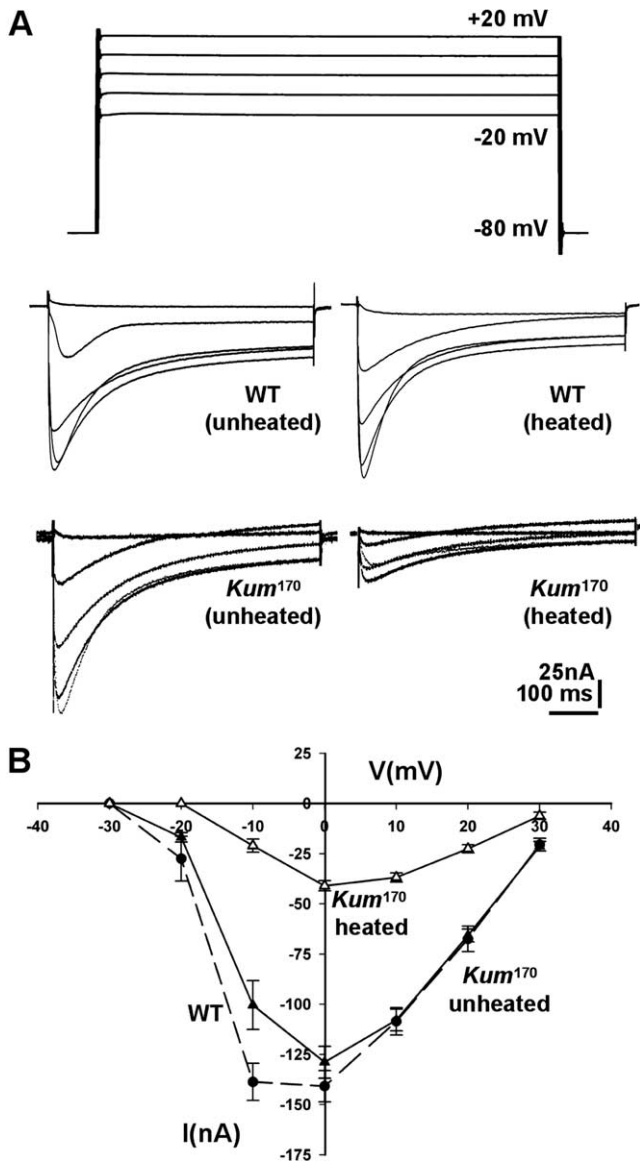 A
+20 mV
-20 mV
-80 mV
WT
(unheated)
WT
(heated)
Kum170
(unheated)
Kum170
(heated)
25nA
100 ms
B
V(mV)
25
0
-40 -30 -20 -10 0 10 20 30 40
-25
Kum170
heated
-50
-75
Kum170
unheated
WT
-100
-125
I(nA)
-150
-175